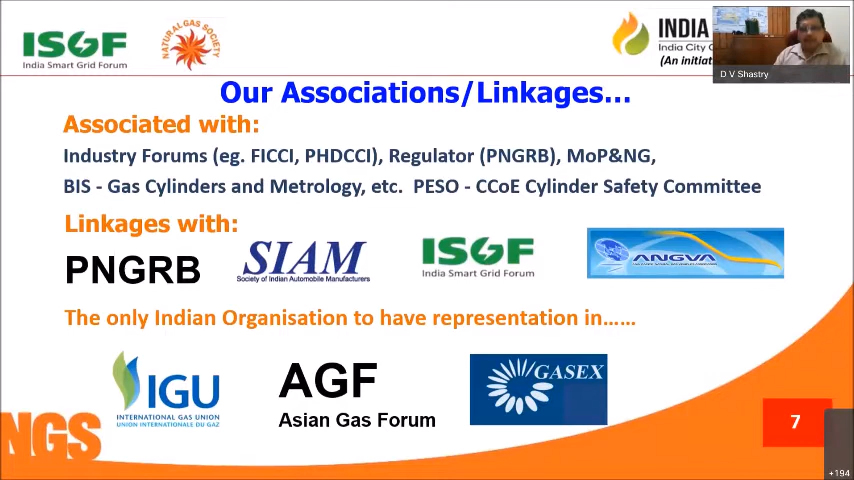 ISGF
India Smart Grid Forum
NATURAL GAS SOCIETY
INDIA
India City G
(An initiat
D V Shastry
Our Associations/Linkages...
Associated with:
Industry Forums (eg. FICCI, PHDCCI), Regulator (PNGRB), MoP&NG,
BIS - Gas Cylinders and Metrology, etc. PESO - CCoE Cylinder Safety Committee
Linkages with:
PNGRB
SIAM
Society of Indian Automobile Manufacturers
ISGF
India Smart Grid Forum
ANGVA
The only Indian Organisation to have representation in......
IGU
INTERNATIONAL GAS UNION
UNION INTERNATIONALE DU GAZ
AGF
Asian Gas Forum
GASEX
NGS
7
+194